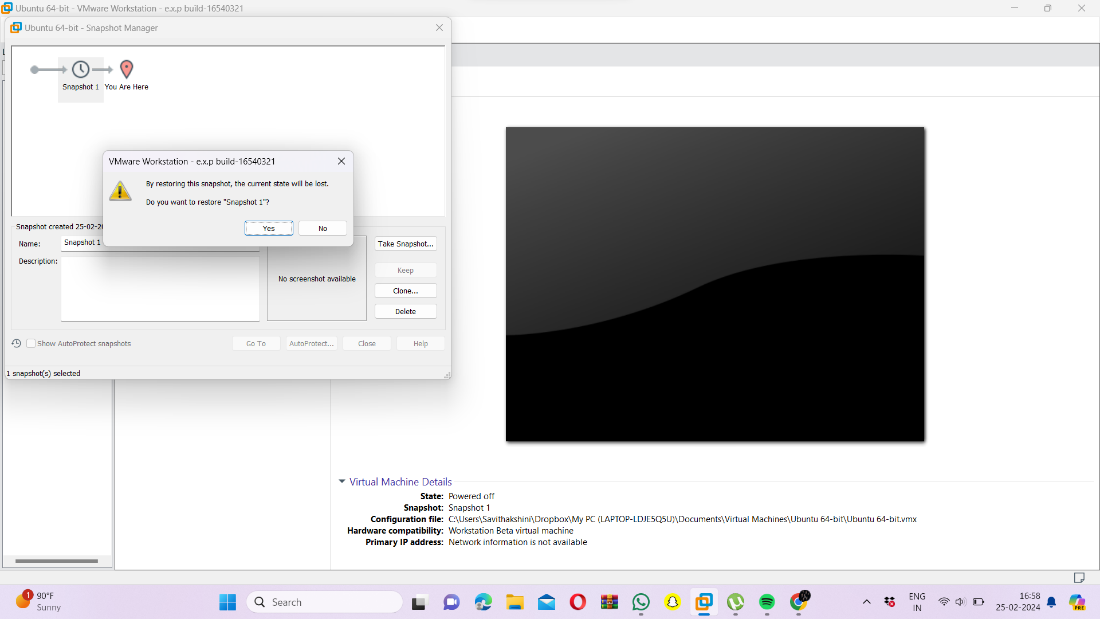 Ubuntu 64-bit - VMware Workstation - e.x.p build-16540321
Ubuntu 64-bit - Snapshot Manager
Snapshot 1
You Are Here
VMware Workstation - e.x.p build-16540321
By restoring this snapshot, the current state will be lost.
Do you want to restore "Snapshot 1"?
Yes
No
Snapshot created 25-02-
Name:
Snapshot 1
Description:
No screenshot available
Take Snapshot...
Keep
Clone...
Delete
Show AutoProtect snapshots
Go To
AutoProtect...
Close
Help
1 snapshot(s) selected
Virtual Machine Details
State: Powered off
Snapshot: Snapshot 1
Configuration file: C:\Users\Savithakshini\Dropbox\My PC (LAPTOP-LDJE5Q5U)\Documents\Virtual Machines\Ubuntu 64-bit\Ubuntu 64-bit.vmx
Hardware compatibility: Workstation Beta virtual machine
Primary IP address: Network information is not available
1
90°F
Sunny
Search
ENG
IN
16:58
25-02-2024
PRE